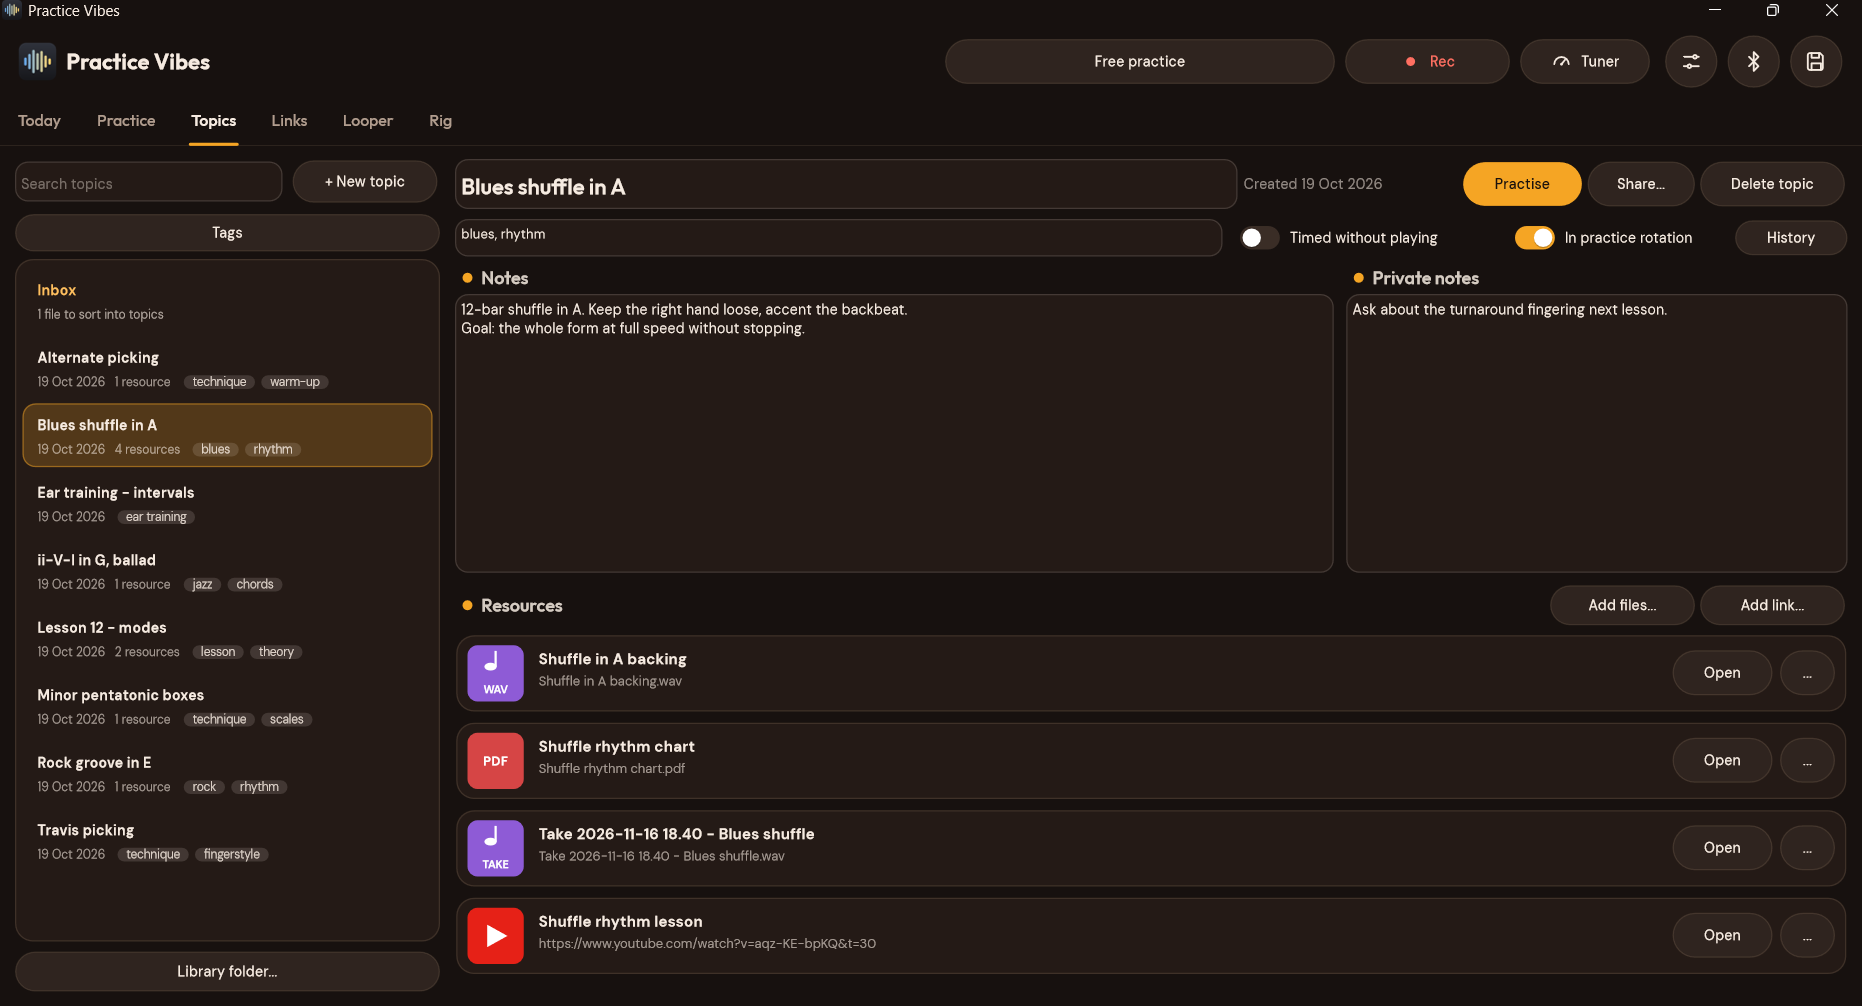 Practice Vibes
Practice Vibes
Free practice
Rec
Tuner
Today
Practice
Topics
Links
Looper
Rig
Search topics
+ New topic
Tags
Inbox
1 file to sort into topics
Alternate picking
19 Oct 2026 1 resource technique warm-up
Blues shuffle in A
19 Oct 2026 4 resources blues rhythm
Ear training - intervals
19 Oct 2026 ear training
ii-V-I in G, ballad
19 Oct 2026 1 resource jazz chords
Lesson 12 - modes
19 Oct 2026 2 resources lesson theory
Minor pentatonic boxes
19 Oct 2026 1 resource technique scales
Rock groove in E
19 Oct 2026 1 resource rock rhythm
Travis picking
19 Oct 2026 technique fingerstyle
Library folder...
Blues shuffle in A
Created 19 Oct 2026
Practise
Share...
Delete topic
blues, rhythm
Timed without playing
In practice rotation
History
Notes
12-bar shuffle in A. Keep the right hand loose, accent the backbeat.
Goal: the whole form at full speed without stopping.
Private notes
Ask about the turnaround fingering next lesson.
Resources
Add files...
Add link...
WAV
Shuffle in A backing
Shuffle in A backing.wav
Open
...
PDF
Shuffle rhythm chart
Shuffle rhythm chart.pdf
Open
...
TAKE
Take 2026-11-16 18.40 - Blues shuffle
Take 2026-11-16 18.40 - Blues shuffle.wav
Open
...
Shuffle rhythm lesson
https://www.youtube.com/watch?v=aqz-KE-bpKQ&t=30
Open
...